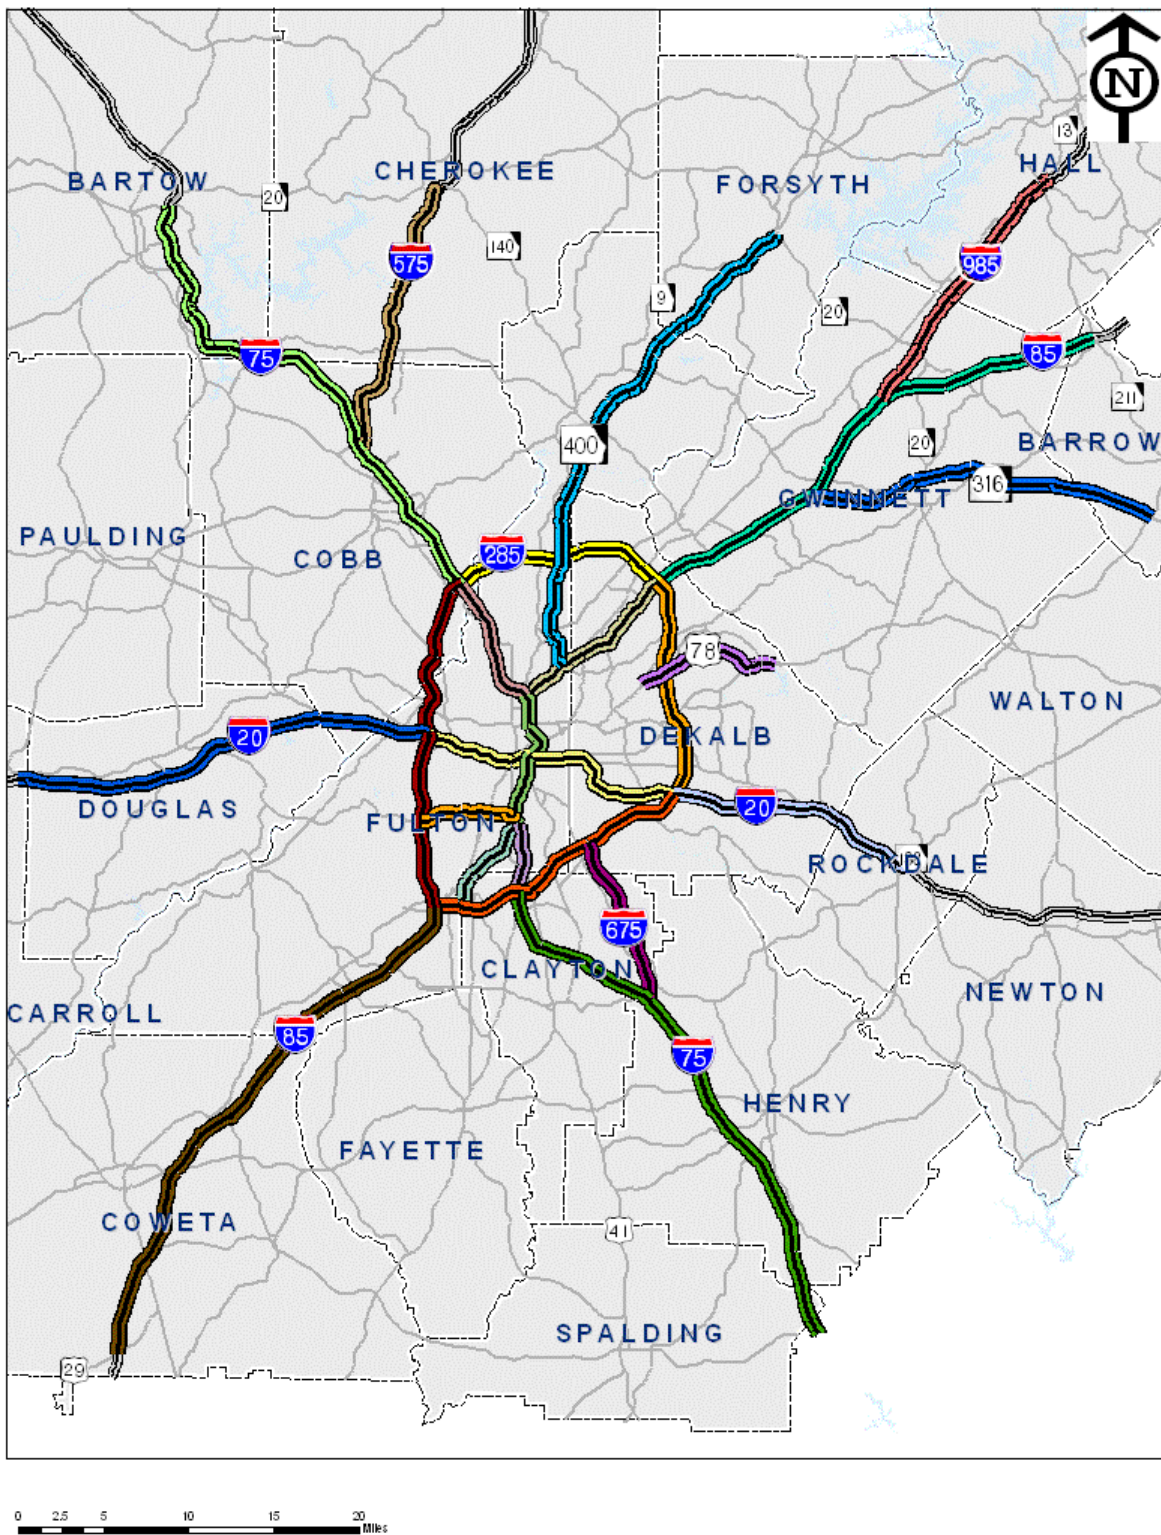 N
13
HALL
BARTOW
CHEROKEE
FORSYTH
20
140
575
985
9
20
75
85
211
400
20
BARROW
316
GWINNETT
PAULDING
COBB
285
78
WALTON
20
DEKALB
DOUGLAS
20
FULTON
ROCKDALE
675
CLAYTON
NEWTON
CARROLL
85
75
HENRY
FAYETTE
COWETA
41
SPALDING
29
0 2.5 5 10 15 20
Miles